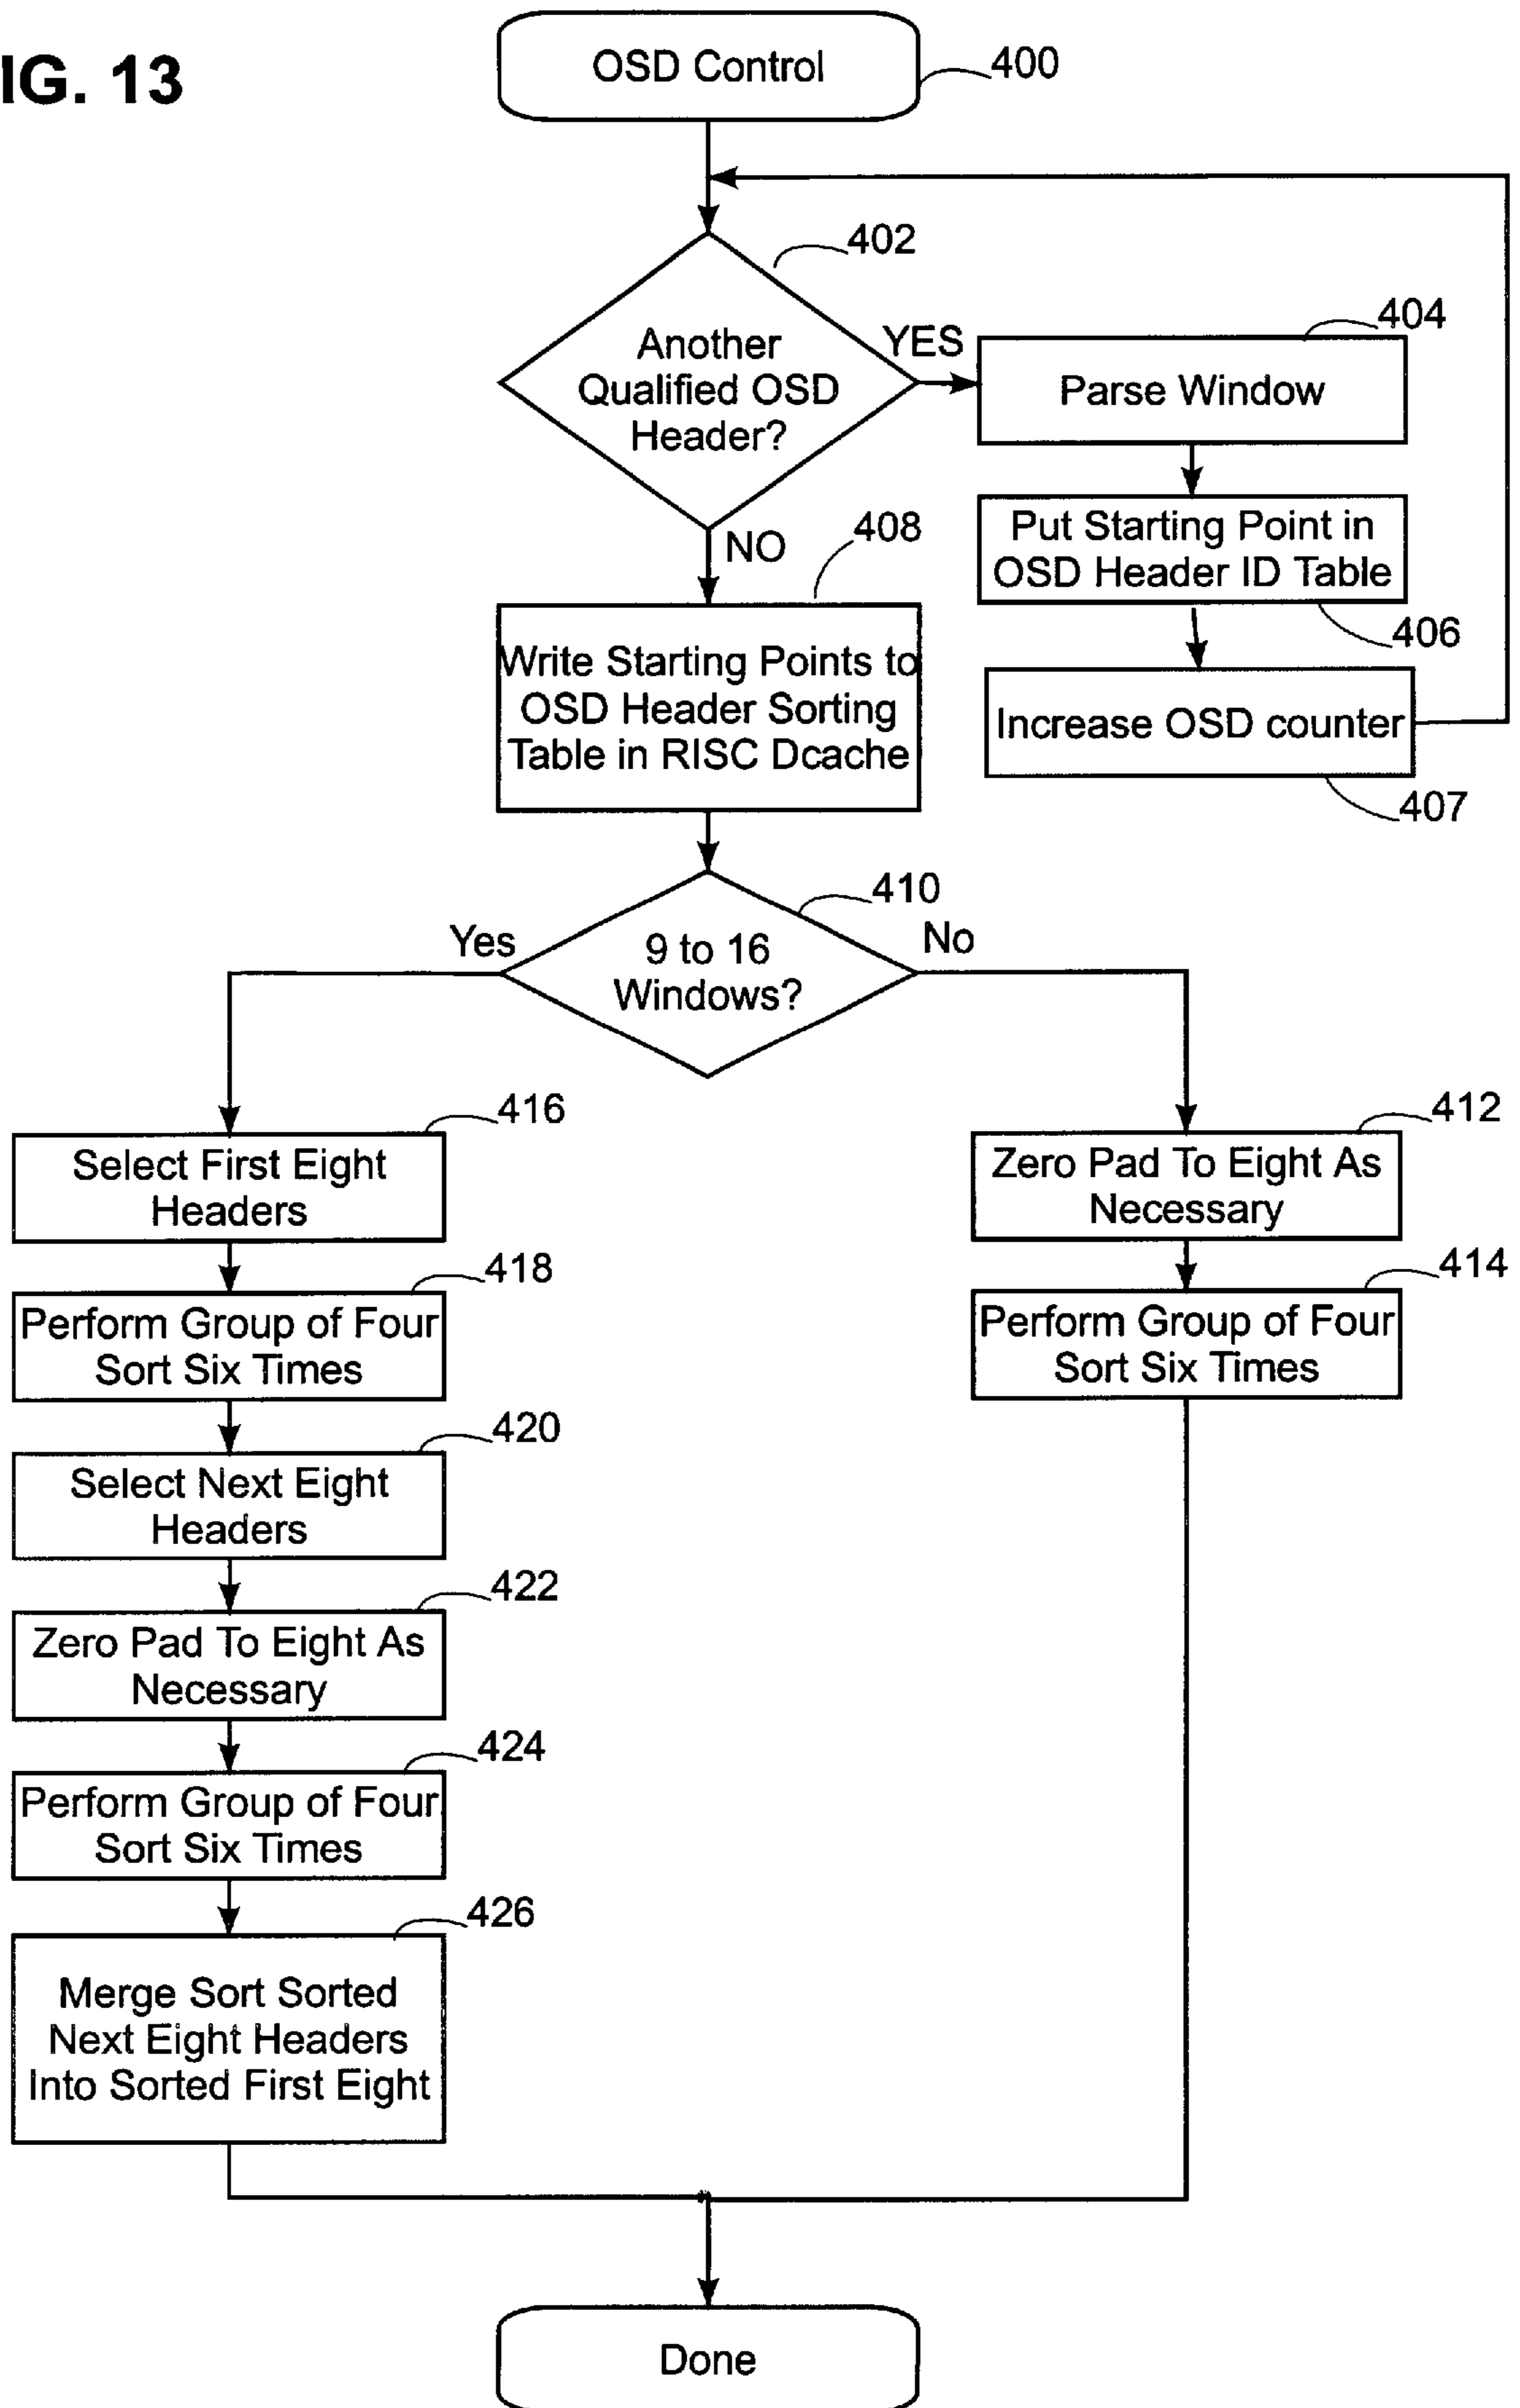 IG. 13
OSD Control
400
402
Another
Qualified OSD
Header?
YES
404
Parse Window
Put Starting Point in
OSD Header ID Table
406
Increase OSD counter
407
NO
408
Write Starting Points to
OSD Header Sorting
Table in RISC Dcache
410
9 to 16
Windows?
Yes
No
416
Select First Eight
Headers
418
Perform Group of Four
Sort Six Times
420
Select Next Eight
Headers
422
Zero Pad To Eight As
Necessary
424
Perform Group of Four
Sort Six Times
426
Merge Sort Sorted
Next Eight Headers
Into Sorted First Eight
412
Zero Pad To Eight As
Necessary
414
Perform Group of Four
Sort Six Times
Done